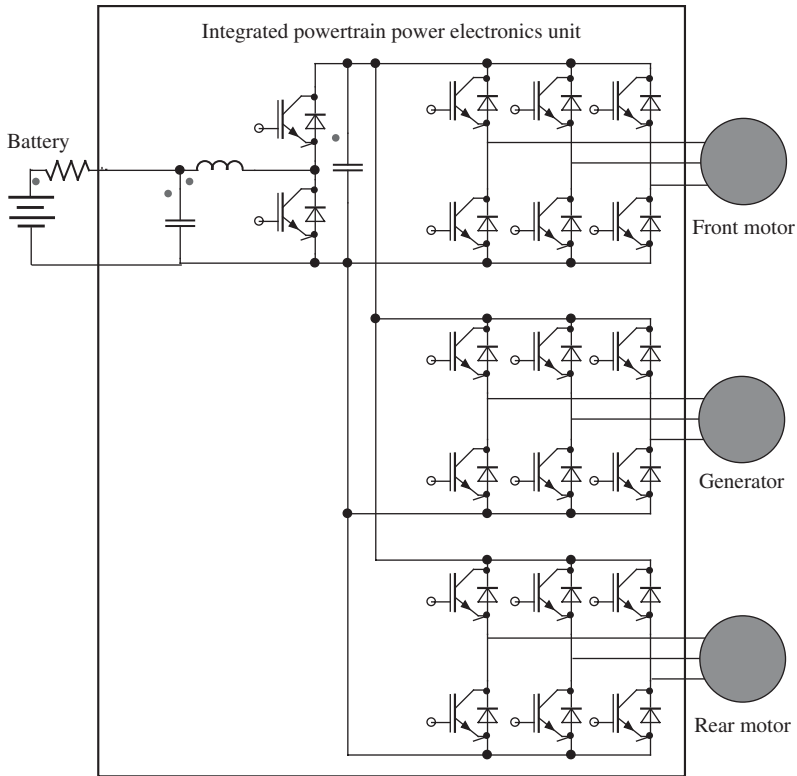 Integrated powertrain power electronics unit
Battery
Front motor
Generator
Rear motor